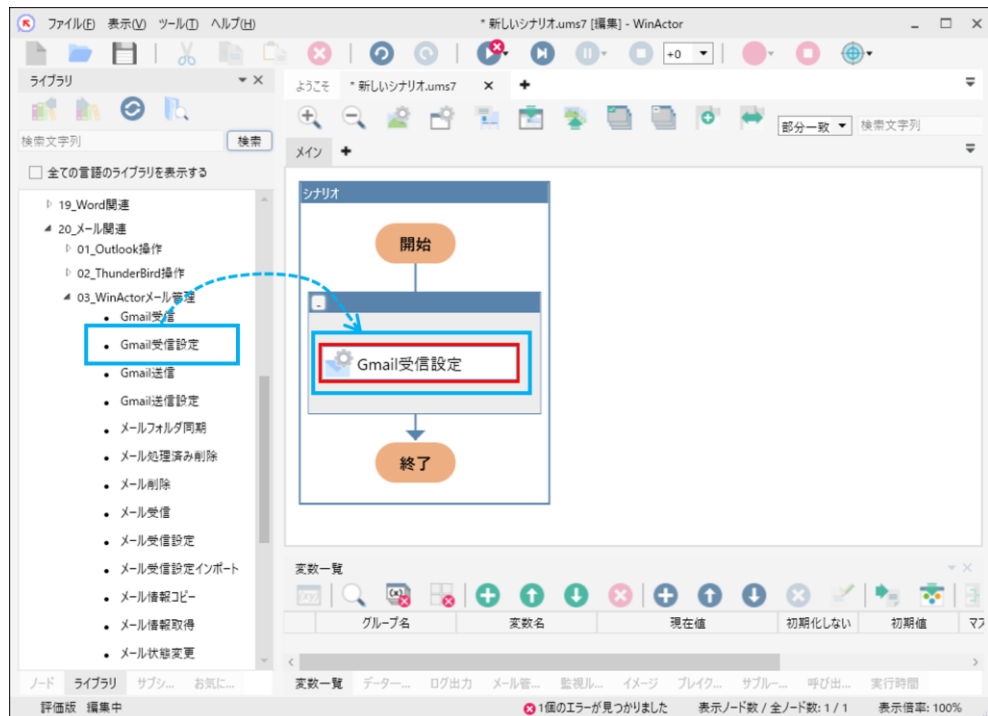 ファイル(F) 表示(V) ツール(T) ヘルプ(H) * 新しいシナリオ.ums7 [編集] - WinActor
+0
ライブラリ
ようこそ * 新しいシナリオ.ums7
部分一致 検索文字列
検索文字列 検索
メイン
全ての言語のライブラリを表示する
シナリオ
19_Word関連
20_メール関連
01_Outlook操作
02_ThunderBird操作
03_WinActorメール管理
Gmail受信
Gmail受信設定
Gmail送信
Gmail送信設定
メールフォルダ同期
メール処理済み削除
メール削除
メール受信
メール受信設定
メール受信設定インポート
メール情報コピー
メール情報取得
メール状態変更
開始
Gmail受信設定
終了
変数一覧
グループ名 変数名 現在値 初期化しない 初期値 マス
ノード ライブラリ サブシ... お気に...
変数一覧 データー... ログ出力 メール管... 監視ル... イメージ ブレイク... サブルー... 呼び出... 実行時間
評価版 編集中 1個のエラーが見つかりました 表示ノード数 / 全ノード数: 1 / 1 表示倍率: 100%